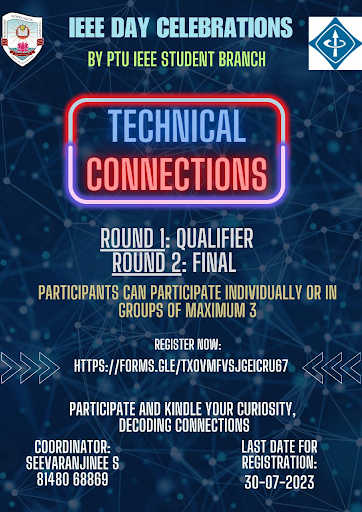 IEEE DAY CELEBRATIONS
BY PTU IEEE STUDENT BRANCH
TECHNICAL
CONNECTIONS
ROUND 1: QUALIFIER
ROUND 2: FINAL
PARTICIPANTS CAN PARTICIPATE INDIVIDUALLY OR IN
GROUPS OF MAXIMUM 3
REGISTER NOW:
HTTPS://FORMS.GLE/TXOVMFVSJGEICRU67
PARTICIPATE AND KINDLE YOUR CURIOSITY,
DECODING CONNECTIONS
COORDINATOR:
SEEVARANJINEE S
81480 68869
LAST DATE FOR
REGISTRATION:
30-07-2023